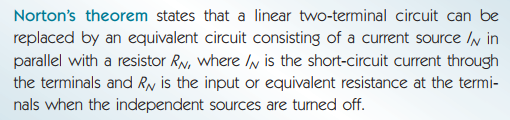 Norton's theorem states that a linear two-terminal circuit can be
replaced by an equivalent circuit consisting of a current source I_N in
parallel with a resistor R_N, where I_N is the short-circuit current through
the terminals and R_N is the input or equivalent resistance at the termi-
nals when the independent sources are turned off.